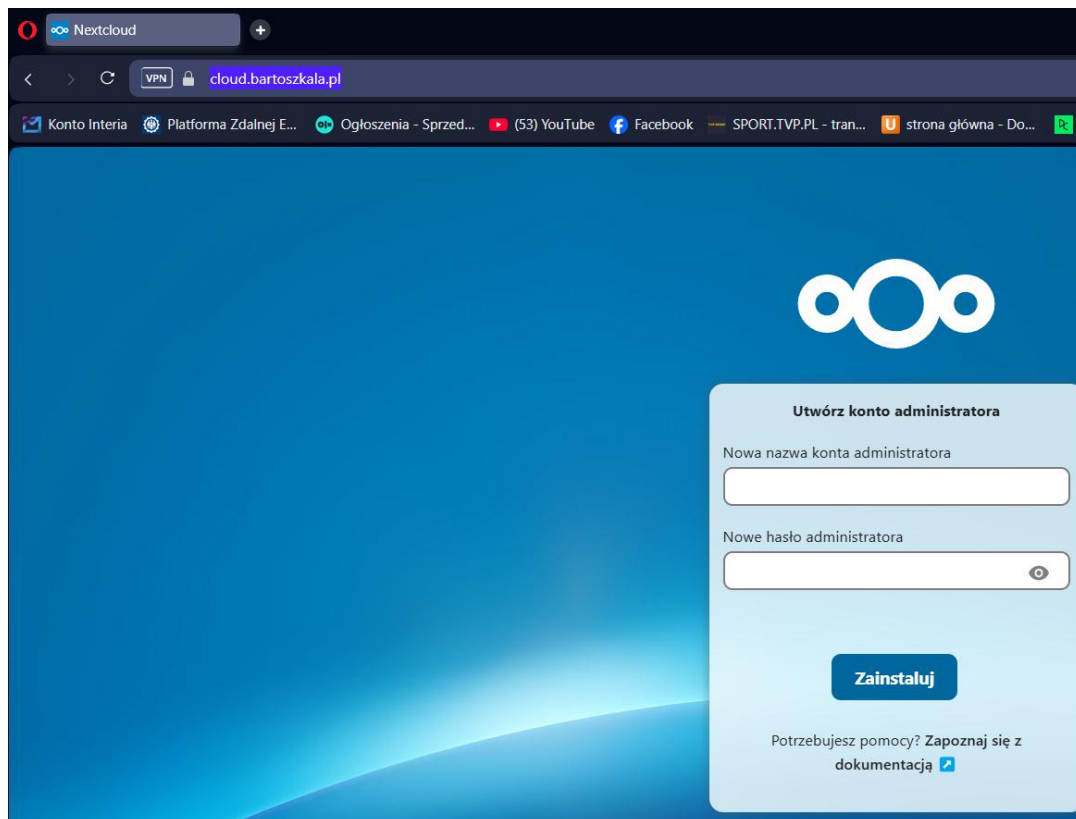 Nextcloud
VPN cloud.bartoszkala.pl
Konto Interia Platforma Zdalnej E... Ogłoszenia - Sprzed... (53) YouTube Facebook SPORT.TVP.PL - tran... strona główna - Do...
Utwórz konto administratora
Nowa nazwa konta administratora
Nowe hasło administratora
Zainstaluj
Potrzebujesz pomocy? Zapoznaj się z
dokumentacją